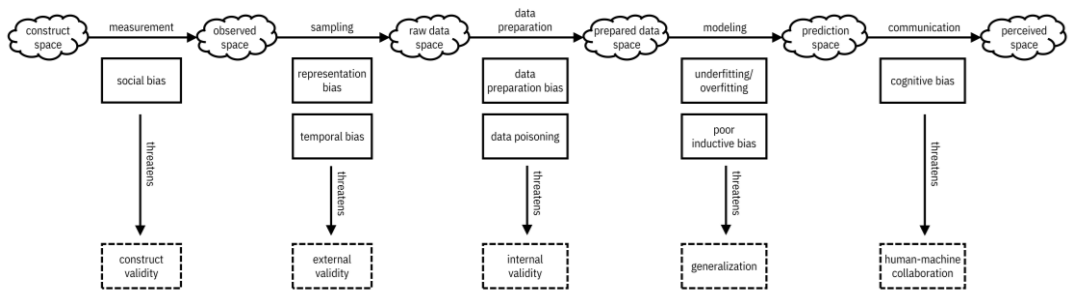 construct
space
measurement
observed
space
sampling
raw data
space
data
preparation
prepared data
space
modeling
prediction
space
communication
perceived
space
social bias
representation
bias
data
preparation bias
underfitting/
overfitting
cognitive bias
temporal bias
data poisoning
poor
inductive bias
threatens
threatens
threatens
threatens
threatens
construct
validity
external
validity
internal
validity
generalization
human-machine
collaboration